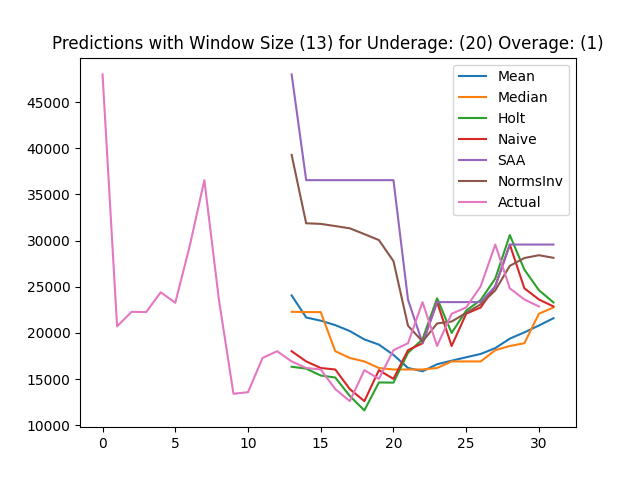 Predictions with Window Size (13) for Underage: (20) Overage: (1)
Mean
Median
Holt
Naive
SAA
NormsInv
Actual
45000
40000
35000
30000
25000
20000
15000
10000
0 5 10 15 20 25 30